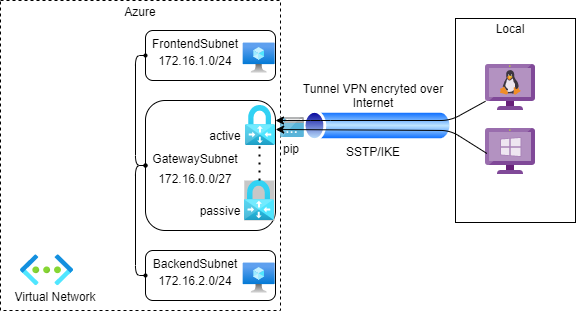 Azure
Local
FrontendSubnet
172.16.1.0/24
Tunnel VPN encryted over
Internet
active
pip
SSTP/IKE
GatewaySubnet
172.16.0.0/27
passive
BackendSubnet
172.16.2.0/24
Virtual Network